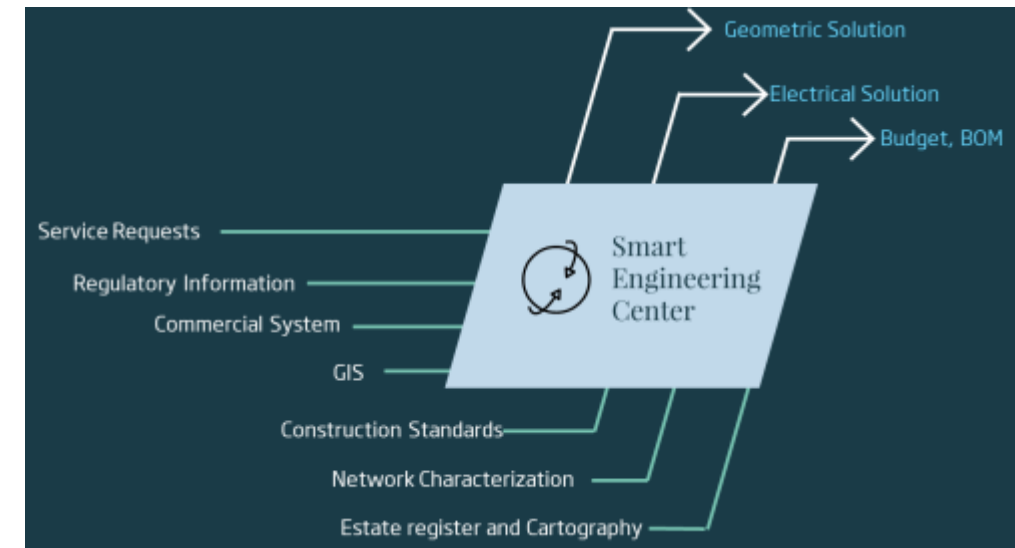 Geometric Solution
Electrical Solution
Budget, BOM
Service Requests
Regulatory Information
Commercial System
GIS
Smart
Engineering
Center
Construction Standards
Network Characterization
Estate register and Cartography